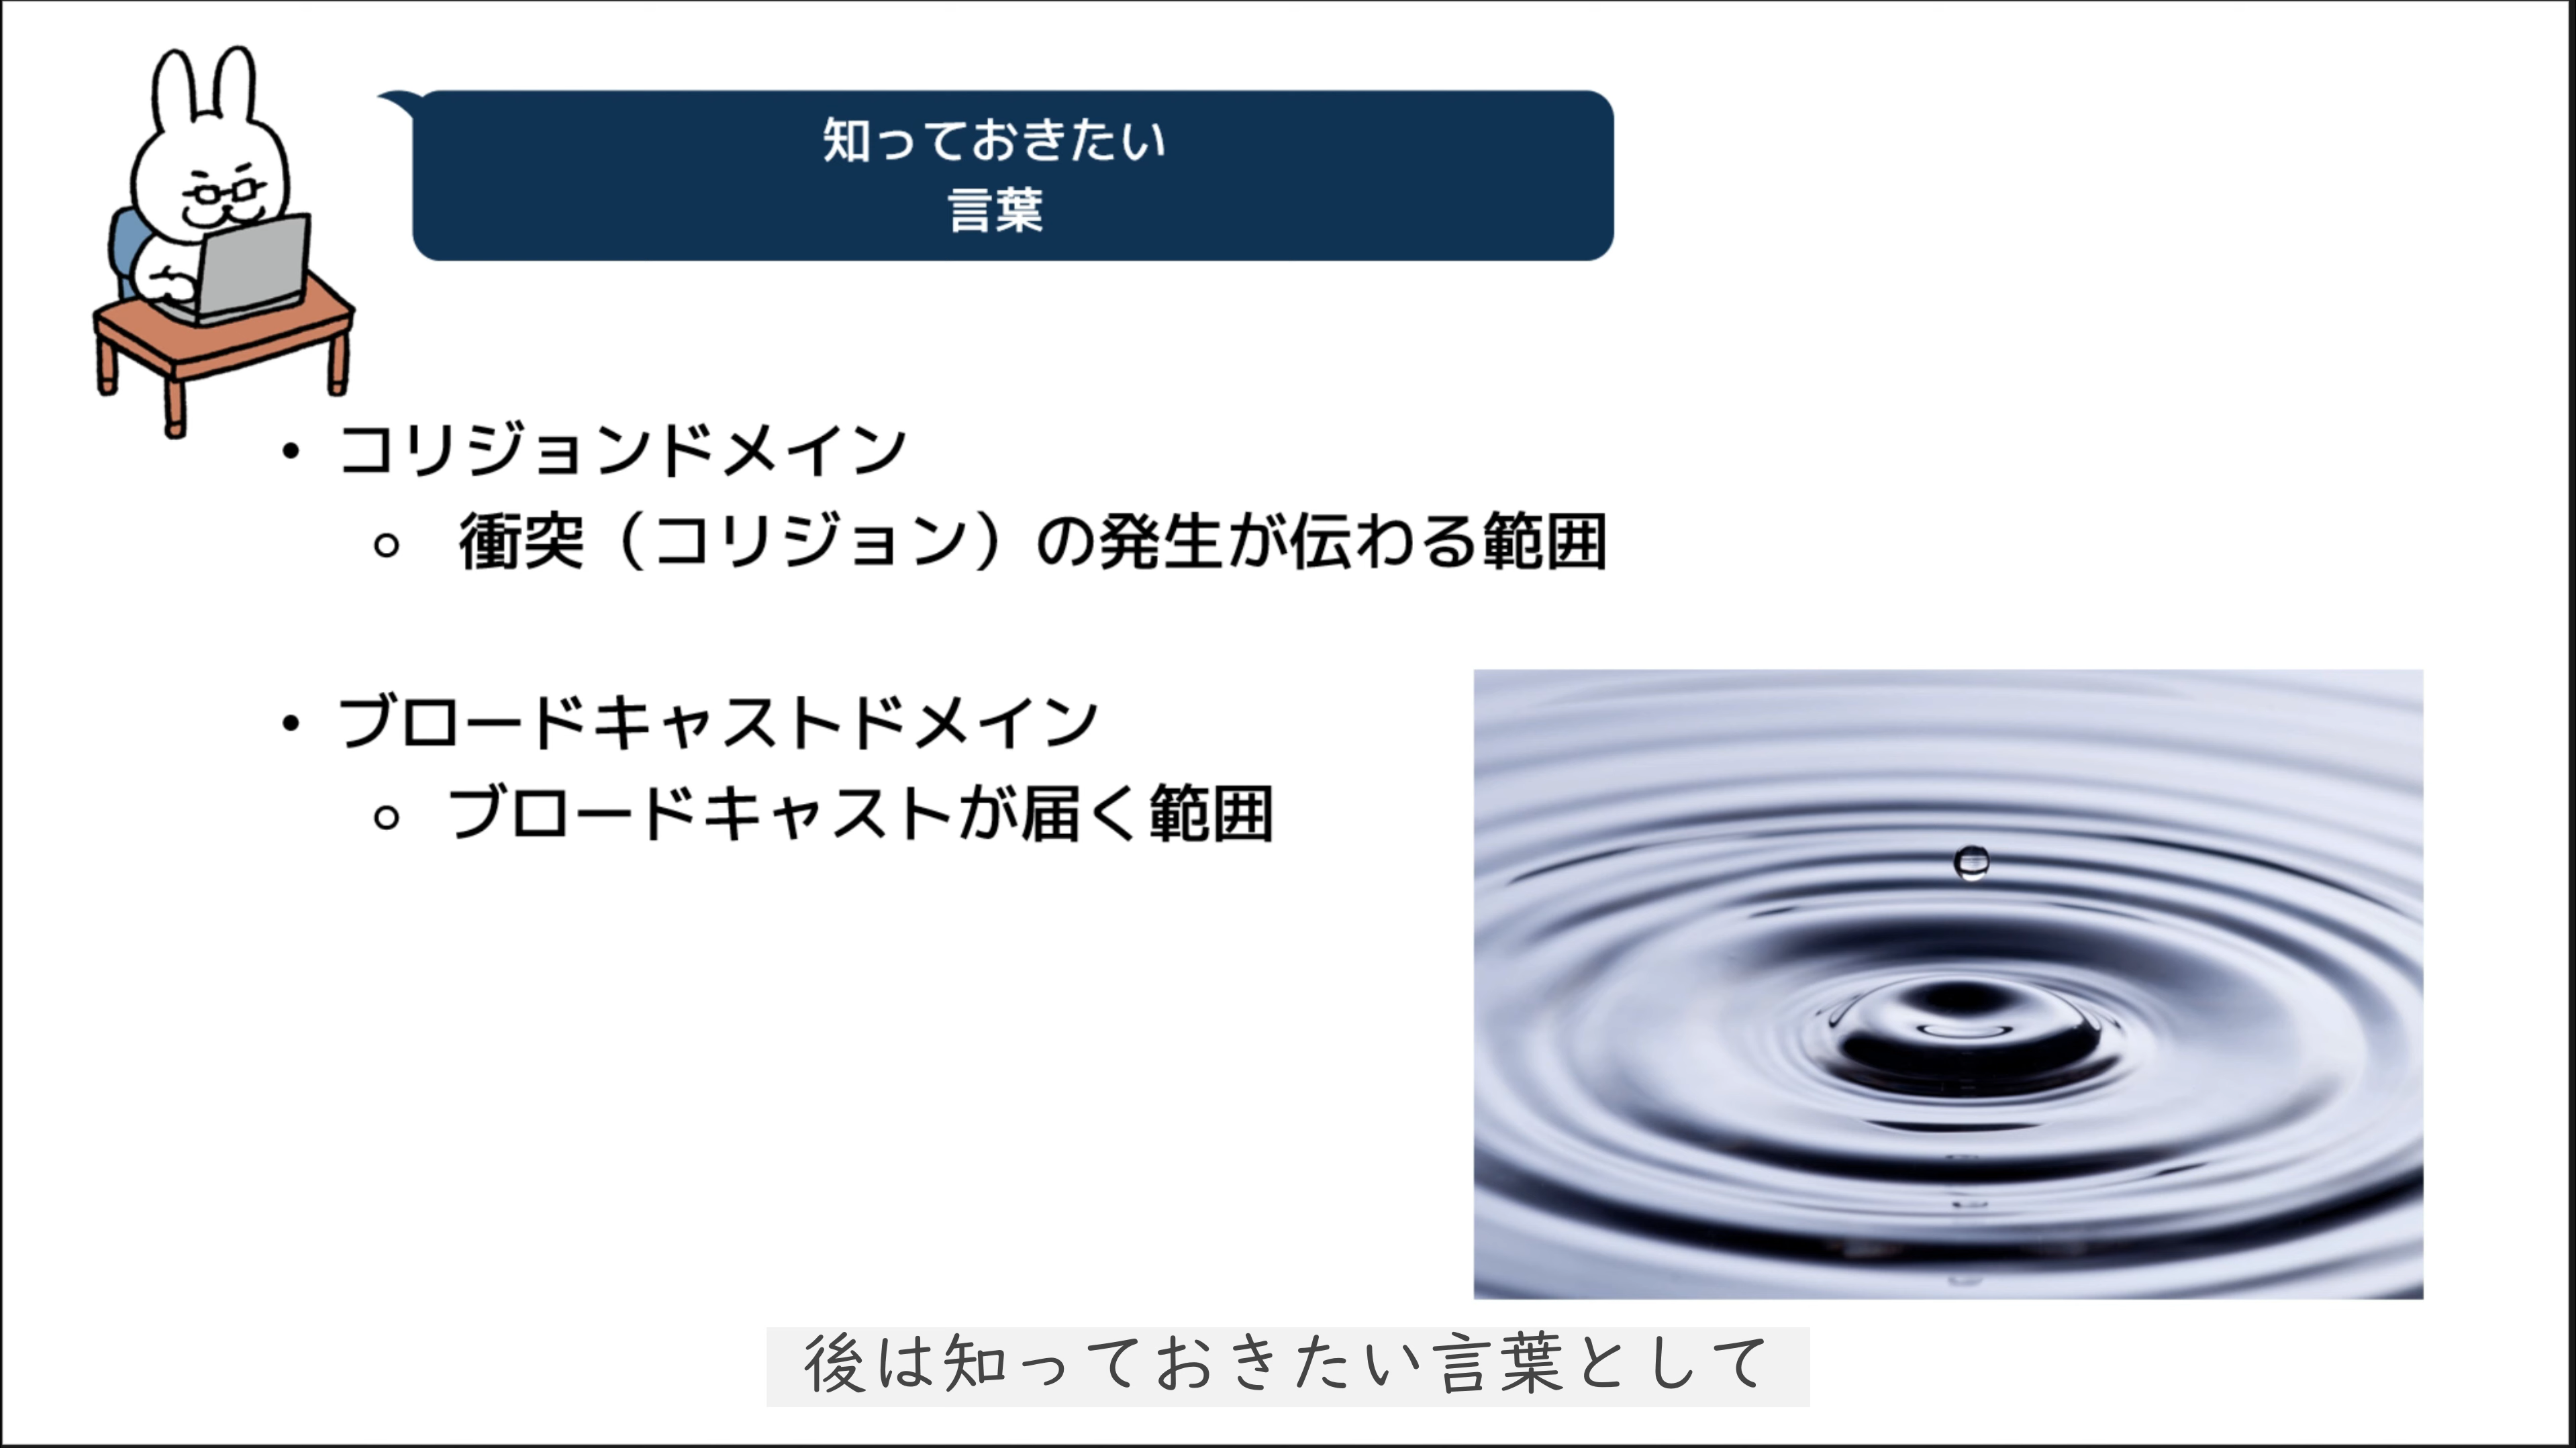 知っておきたい
言葉
• コリジョンドメイン
○ 衝突（コリジョン）の発生が伝わる範囲
• ブロードキャストドメイン
○ ブロードキャストが届く範囲
後は知っておきたい言葉として